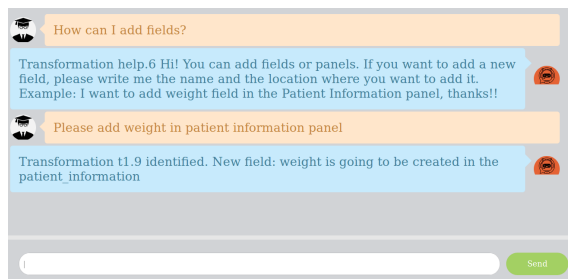 How can I add fields?
Transformation help.6 Hi! You can add fields or panels. If you want to add a new
field, please write me the name and the location where you want to add it.
Example: I want to add weight field in the Patient Information panel, thanks!!
Please add weight in patient information panel
Transformation t1.9 identified. New field: weight is going to be created in the
patient_information
Send